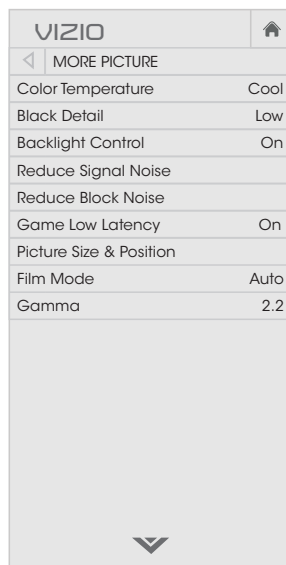 VIZIO
MORE PICTURE
Color Temperature Cool
Black Detail Low
Backlight Control On
Reduce Signal Noise
Reduce Block Noise
Game Low Latency On
Picture Size & Position
Film Mode Auto
Gamma 2.2